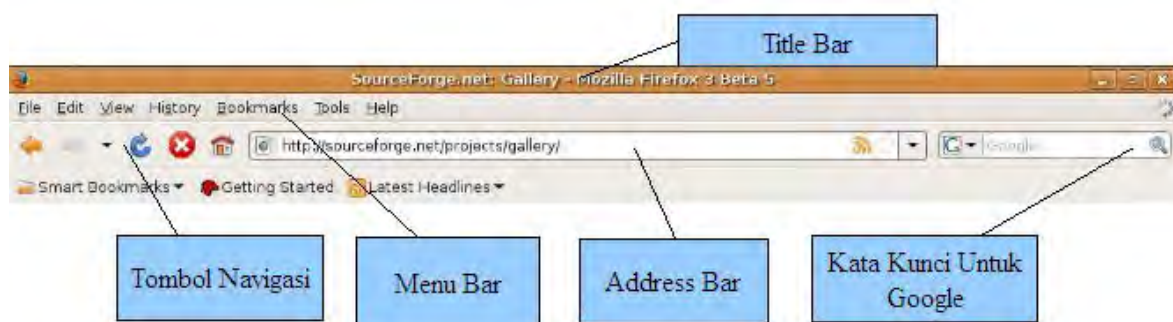 Title Bar
SourceForge.net: Gallery - Mozilla Firefox 3 Beta 5
File Edit View History Bookmarks Tools Help
http://sourceforge.net/projects/gallery/ Google
Smart Bookmarks Getting Started Latest Headlines
Tombol Navigasi
Menu Bar
Address Bar
Kata Kunci Untuk
Google